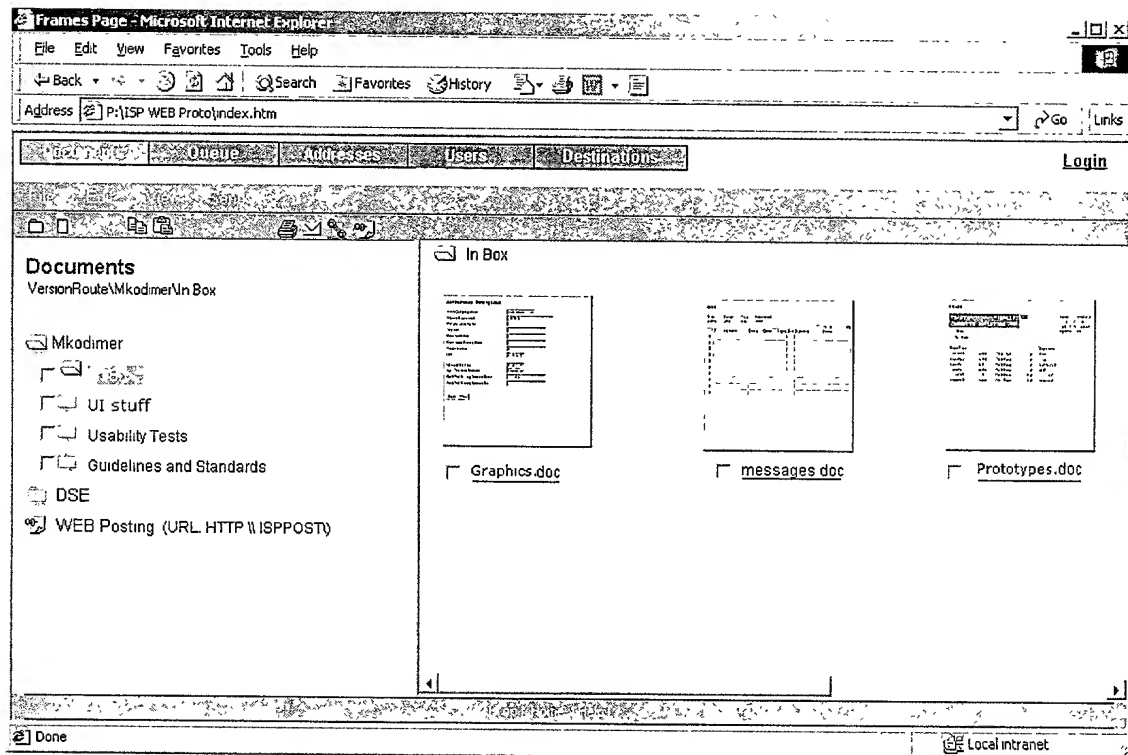 Frames Page - Microsoft Internet Explorer
File Edit View Favorites Tools Help
Back Search Favorites History
Address P:\ISP WEB Proto\index.htm Go Links
Documents Queue Addresses Users Destinations
Login
Documents
VersionRoute\Mkodimer\In Box
In Box
Mkodimer
UI stuff
Usability Tests
Guidelines and Standards
DSE
WEB Posting (URL. HTTP \\ ISPPOST\)
Graphics.doc messages doc Prototypes.doc
Done Local intranet